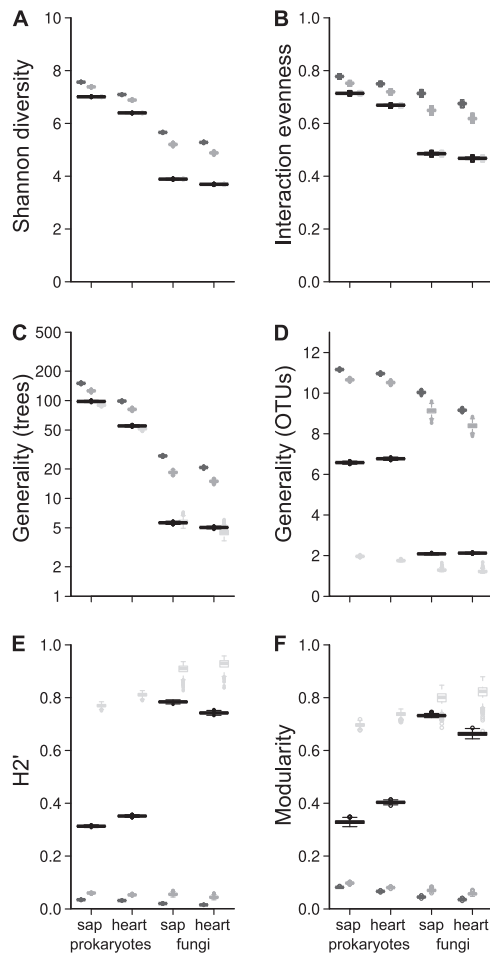 A
Shannon diversity
10
8
6
4
2
0
B
Interaction evenness
1.0
0.8
0.6
0.4
0.2
0.0
C
Generality (trees)
500
200
100
50
20
10
5
2
1
D
Generality (OTUs)
12
10
8
6
4
2
0
E
H2'
1.0
0.8
0.6
0.4
0.2
0.0
sap heart sap heart
prokaryotes fungi
F
Modularity
1.0
0.8
0.6
0.4
0.2
0.0
sap heart sap heart
prokaryotes fungi